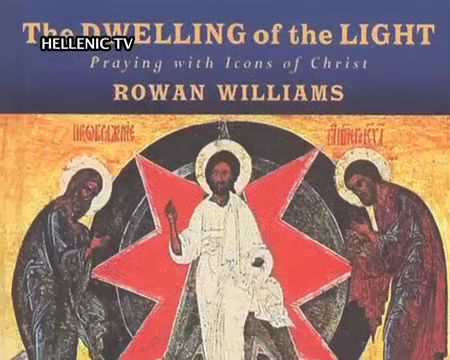 The DWELLING of the LIGHT
HELLENIC TV
Praying with Icons of Christ
ROWAN WILLIAMS